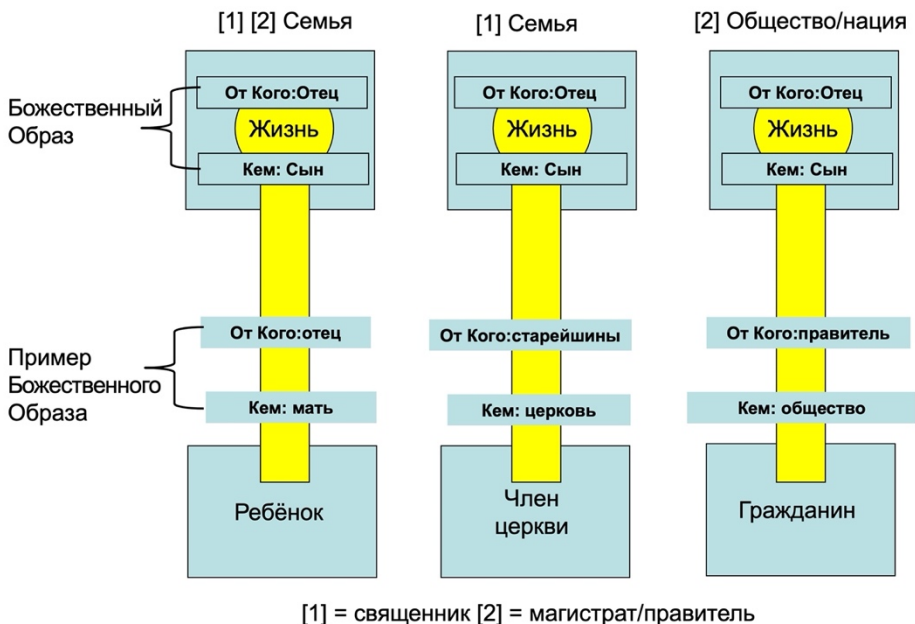 [1] [2] Семья
[1] Семья
[2] Общество/нация
Божественный
Образ
От Кого:Отец
Жизнь
Кем: Сын
От Кого:Отец
Жизнь
Кем: Сын
От Кого:Отец
Жизнь
Кем: Сын
Пример
Божественного
Образа
От Кого:отец
Кем: мать
От Кого:старейшины
Кем: церковь
От Кого:правитель
Кем: общество
Ребёнок
Член
церкви
Гражданин
[1] = священник [2] = магистрат/правитель